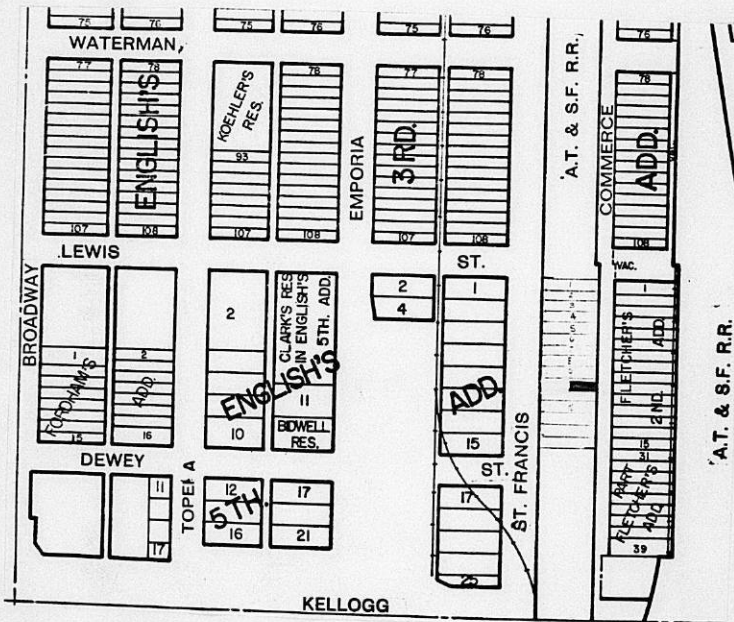 75 76 75 76 75 76 76
WATERMAN,
77 78 78 77 78 78
ENGLISH'S
KOEHLER'S
RES.
93
EMPORIA
3RD.
A.T. & S.F. R.R.
COMMERCE
ADD.
107 108 107 108 107 108 108
LEWIS
ST.
VAC.
BROADWAY
2
CLARK'S RES
IN ENGLISH'S
5TH. ADD.
2
4
1
1
1 2
FORDHAM'S
ADD.
ENGLISH'S
11
ADD.
FLETCHER'S
2ND. ADD.
15 16 10
BIDWELL
RES.
15
15
31
A.T. & S.F. R.R.
DEWEY
ST.
ST. FRANCIS
TOPEKA
11
17
12
5TH.
16
17
21
17
25
PART
FLETCHER'S
ADD
39
KELLOGG